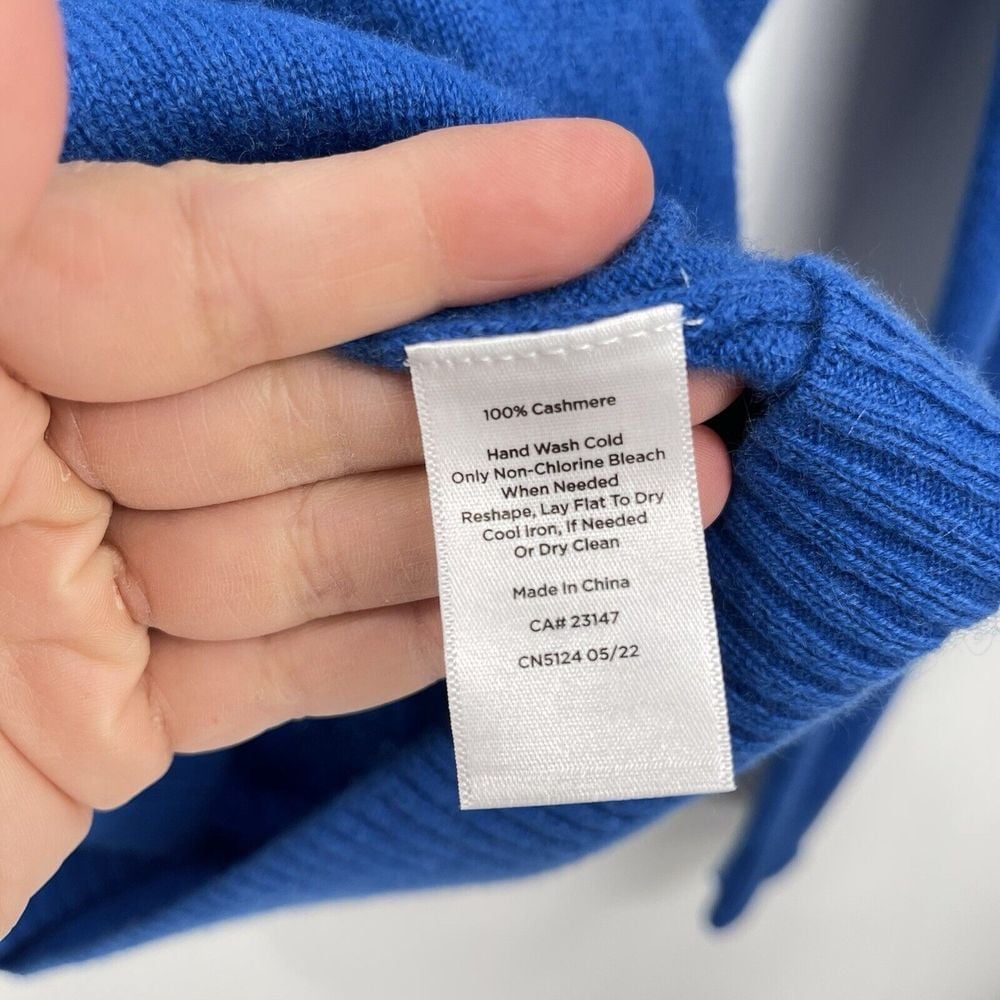 100% Cashmere
Hand Wash Cold
Only Non-Chlorine Bleach
When Needed
Reshape, Lay Flat To Dry
Cool Iron, If Needed
Or Dry Clean
Made In China
CA# 23147
CN5124 05/22